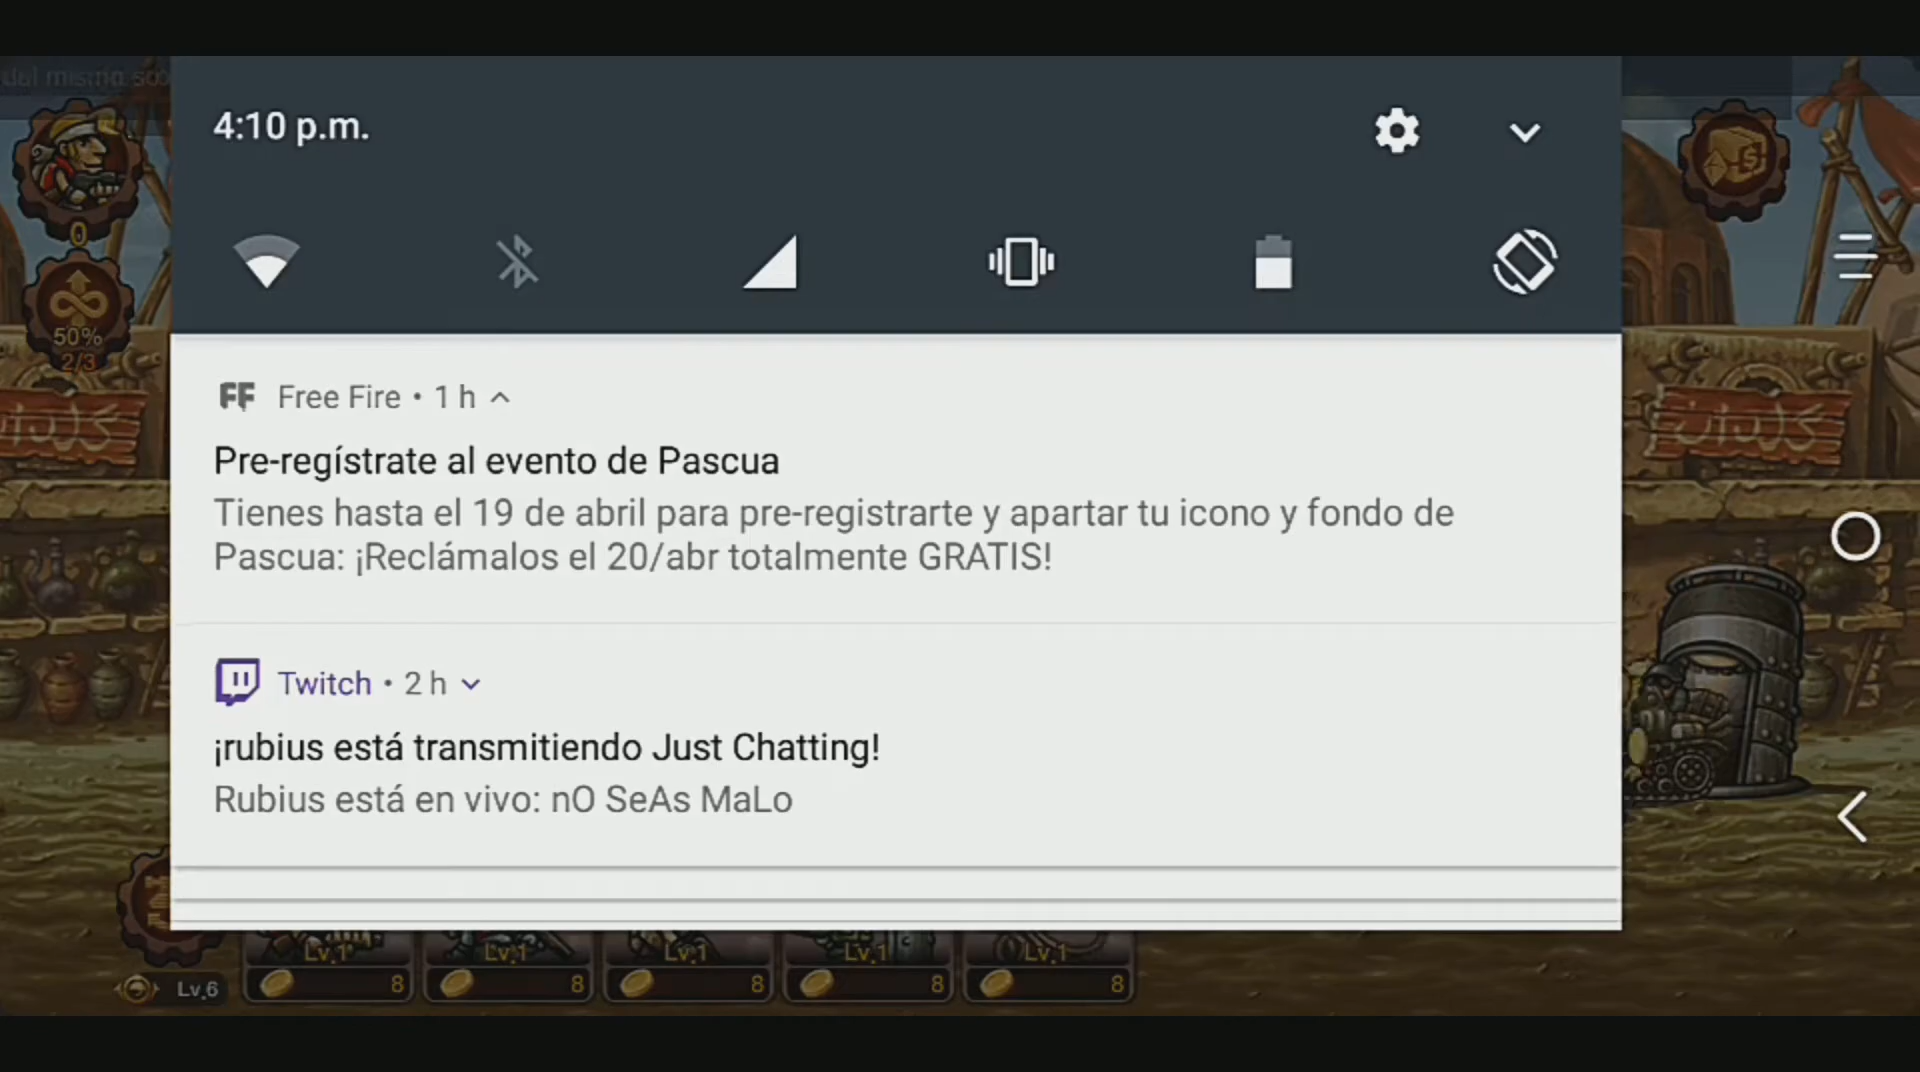 del misma
4:10 p.m.
0
50%
2/3
FF Free Fire • 1 h
Pre-regístrate al evento de Pascua
Tienes hasta el 19 de abril para pre-registrarte y apartar tu icono y fondo de
Pascua: ¡Reclámalos el 20/abr totalmente GRATIS!
Twitch • 2 h
¡rubius está transmitiendo Just Chatting!
Rubius está en vivo: nO SeAs MaLo
Lv.1 Lv.1 Lv.1 Lv.1 Lv.1
Lv.6 8 8 8 8 8